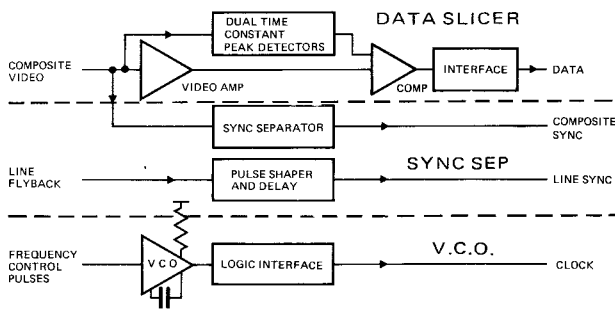 DUAL TIME
CONSTANT
PEAK DETECTORS
DATA SLICER
COMPOSITE
VIDEO
VIDEO AMP
COMP
INTERFACE
DATA
SYNC SEPARATOR
COMPOSITE
SYNC
LINE
FLYBACK
PULSE SHAPER
AND DELAY
SYNC SEP
LINE SYNC
FREQUENCY
CONTROL
PULSES
V C O
LOGIC INTERFACE
V.C.O.
CLOCK